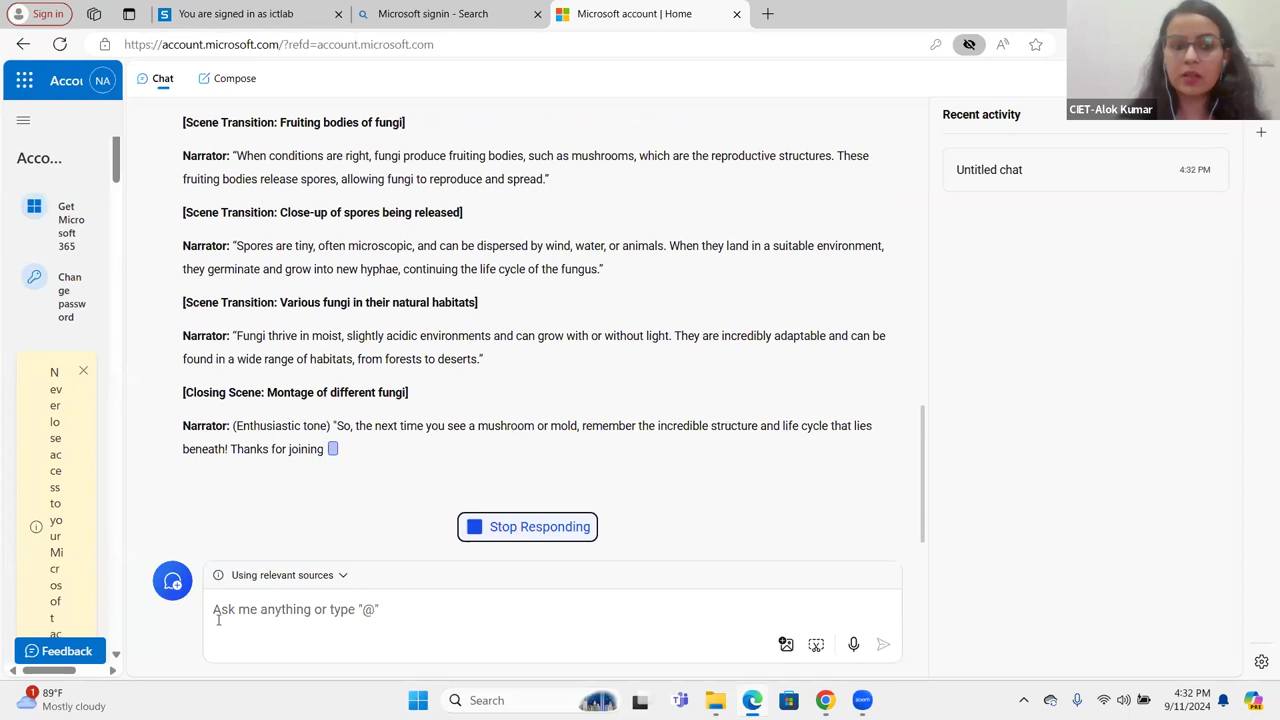 Sign in
You are signed in as ictlab
Microsoft signin - Search
Microsoft account | Home
https://account.microsoft.com/?refd=account.microsoft.com
Accou
NA
Chat
Compose
CIET-Alok Kumar
Acco...
Get
Micro
soft
365
Chan
ge
passw
ord
N
ev
er
lo
se
ac
ce
ss
to
yo
ur
Mi
cr
os
of
t
ac
Feedback
[Scene Transition: Fruiting bodies of fungi]
Narrator: “When conditions are right, fungi produce fruiting bodies, such as mushrooms, which are the reproductive structures. These
fruiting bodies release spores, allowing fungi to reproduce and spread.”
[Scene Transition: Close-up of spores being released]
Narrator: “Spores are tiny, often microscopic, and can be dispersed by wind, water, or animals. When they land in a suitable environment,
they germinate and grow into new hyphae, continuing the life cycle of the fungus.”
[Scene Transition: Various fungi in their natural habitats]
Narrator: “Fungi thrive in moist, slightly acidic environments and can grow with or without light. They are incredibly adaptable and can be
found in a wide range of habitats, from forests to deserts.”
[Closing Scene: Montage of different fungi]
Narrator: (Enthusiastic tone) "So, the next time you see a mushroom or mold, remember the incredible structure and life cycle that lies
beneath! Thanks for joining
Stop Responding
Using relevant sources
Ask me anything or type "@"
Recent activity
Untitled chat
4:32 PM
1
89°F
Mostly cloudy
Search
zoom
4:32 PM
9/11/2024
PRE